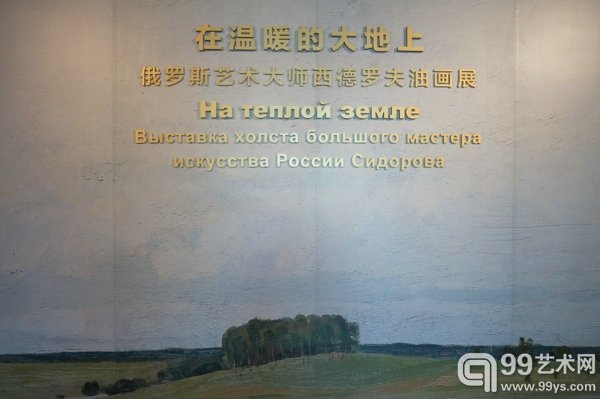 在温暖的大地上
俄罗斯艺术大师西德罗夫油画展
На теплой земле
Выставка холста большого мастера
искусства России Сидорова
99艺术网
www.99ys.com